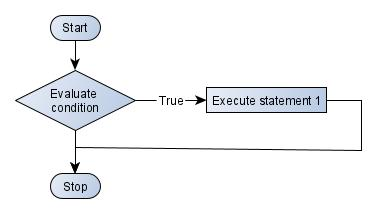 Start
Evaluate
condition
True
Execute statement 1
Stop